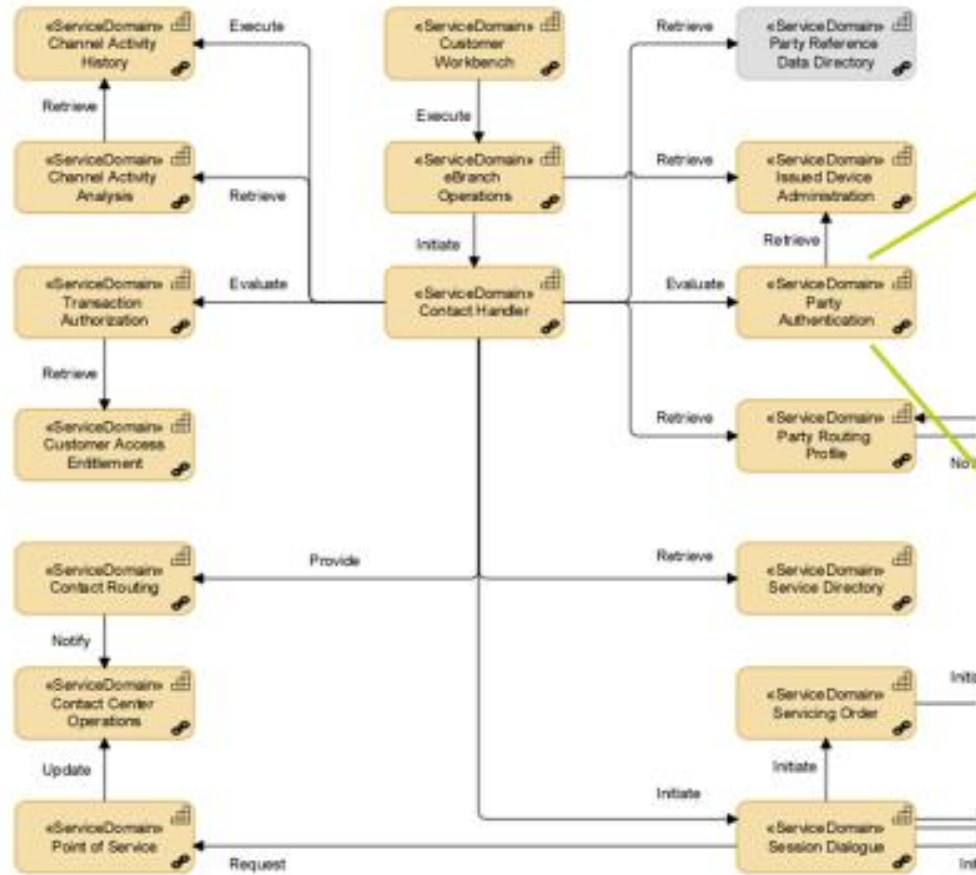 «ServiceDomain»
Channel Activity
History
Execute
«ServiceDomain»
Customer
Workbench
Retrieve
«ServiceDomain»
Party Reference
Data Directory
Retrieve
Execute
«ServiceDomain»
Channel Activity
Analysis
Retrieve
«ServiceDomain»
eBranch
Operations
Retrieve
«ServiceDomain»
Issued Device
Administration
Initiate
Retrieve
«ServiceDomain»
Transaction
Authorization
Evaluate
«ServiceDomain»
Contact Handler
Evaluate
«ServiceDomain»
Party
Authentication
Retrieve
«ServiceDomain»
Customer Access
Entitlement
Retrieve
«ServiceDomain»
Party Routing
Profile
«ServiceDomain»
Contact Routing
Provide
Retrieve
«ServiceDomain»
Service Directory
Notify
«ServiceDomain»
Contact Center
Operations
«ServiceDomain»
Servicing Order
Update
Initiate
Initiate
«ServiceDomain»
Point of Service
Request
«ServiceDomain»
Session Dialogue